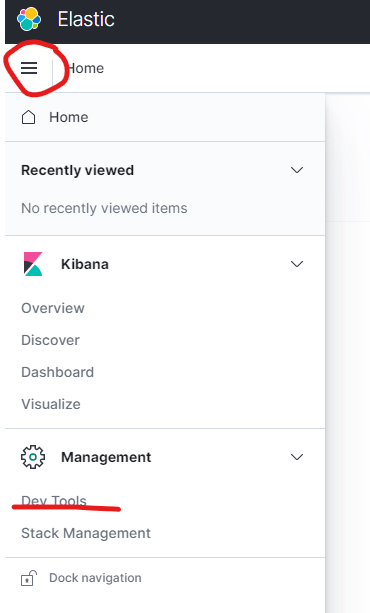 Elastic
Home
Home
Recently viewed
No recently viewed items
Kibana
Overview
Discover
Dashboard
Visualize
Management
Dev Tools
Stack Management
Dock navigation